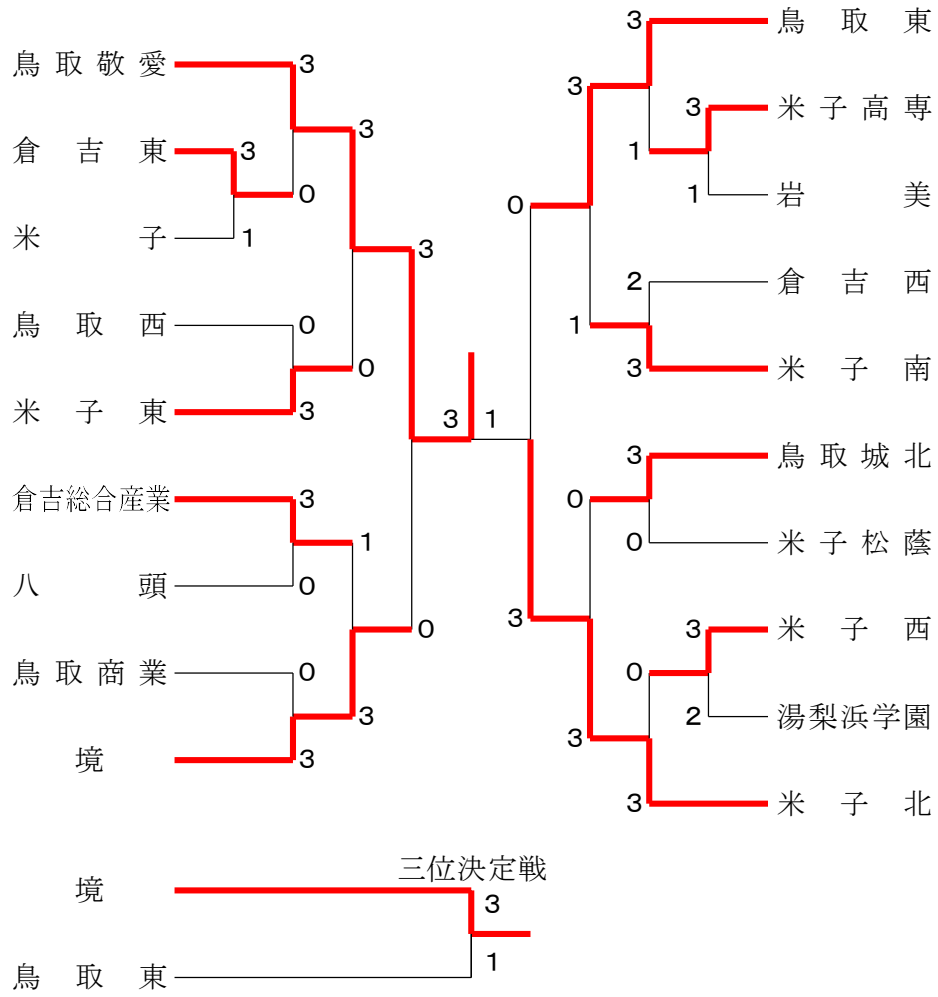 鳥取敬愛
3
3
倉吉東
3
0
米子
1
3
鳥取西
0
0
米子東
3
倉吉総合産業
3
1
八頭
0
0
鳥取商業
0
3
境
3
3
1
鳥取東
3
3
米子高専
3
1
岩美
1
0
倉吉西
2
1
米子南
3
鳥取城北
3
0
米子松蔭
0
3
米子西
3
0
湯梨浜学園
2
3
米子北
3
三位決定戦
境
3
鳥取東
1